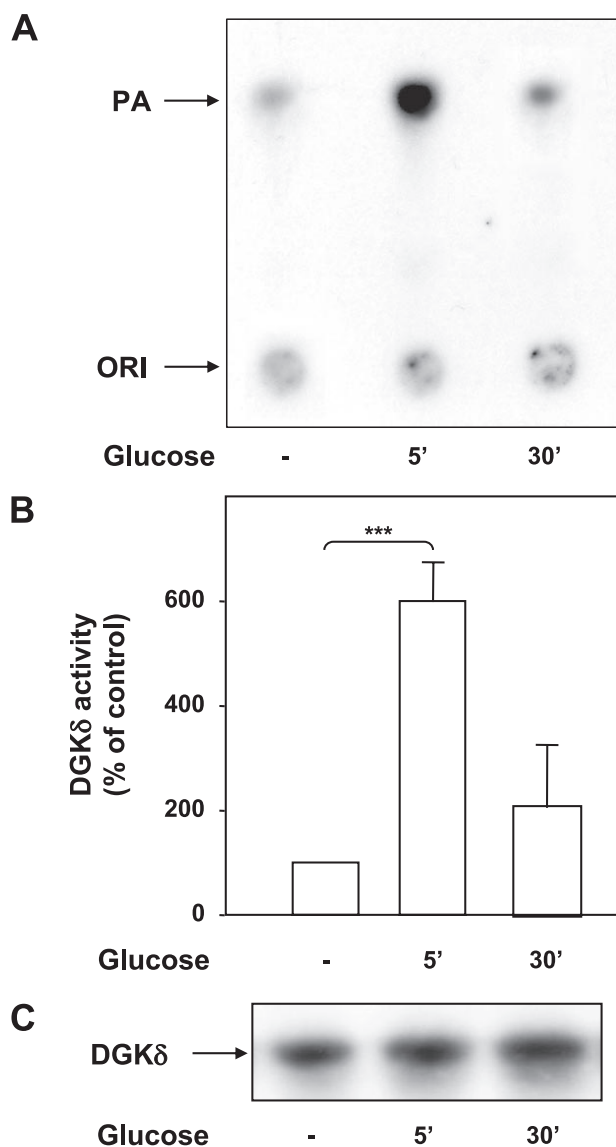 A
PA
ORI
Glucose - 5’ 30’
B
***
DGKδ activity
(% of control)
600
400
200
0
Glucose - 5’ 30’
C
DGKδ
Glucose - 5’ 30’